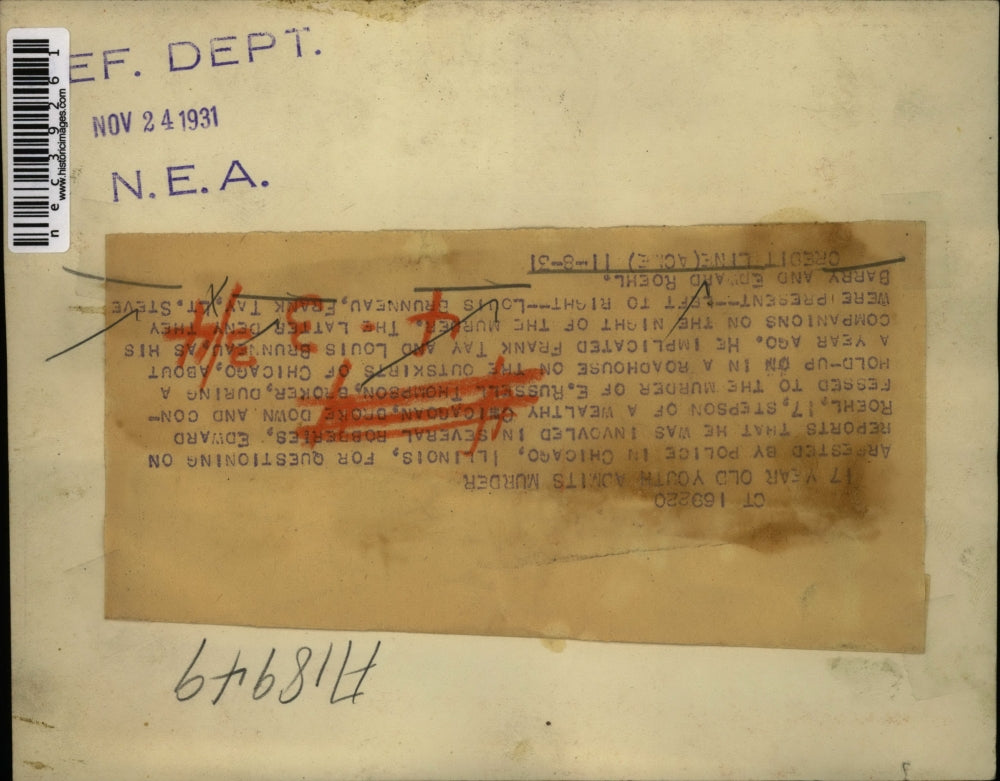 EF. DEPT.
NOV 24 1931
N.E.A.
nec39261
www.historicimages.com
CT 169220
17 YEAR OLD YOUTH ADMITS MURDER
ARRESTED BY POLICE IN CHICAGO, ILLINOIS, FOR QUESTIONING ON
REPORTS THAT HE WAS INVOVLED IN SEVERAL ROBBERIES, EDWARD
ROEHL, 17, STEPSON OF A WEALTHY CHICAGOAN, BROKE DOWN AND CON-
FESSED TO THE MURDER OF E. RUSSELL THOMPSON, BROKER, DURING A
HOLD-UP IN A ROADHOUSE ON THE OUTSKIRTS OF CHICAGO, ABOUT
A YEAR AGO. HE IMPLICATED FRANK TAY AND LOUIS BRUNNEAU, AS HIS
COMPANIONS ON THE NIGHT OF THE MURDER. THE LATTER DENY THEY
WERE PRESENT--LEFT TO RIGHT--LOUIS BRUNNEAU, FRANK TAY, LT. STEVE
BARRY AND EDWARD ROEHL.
CREDIT LINE (ACME) 11-8-31
A18949